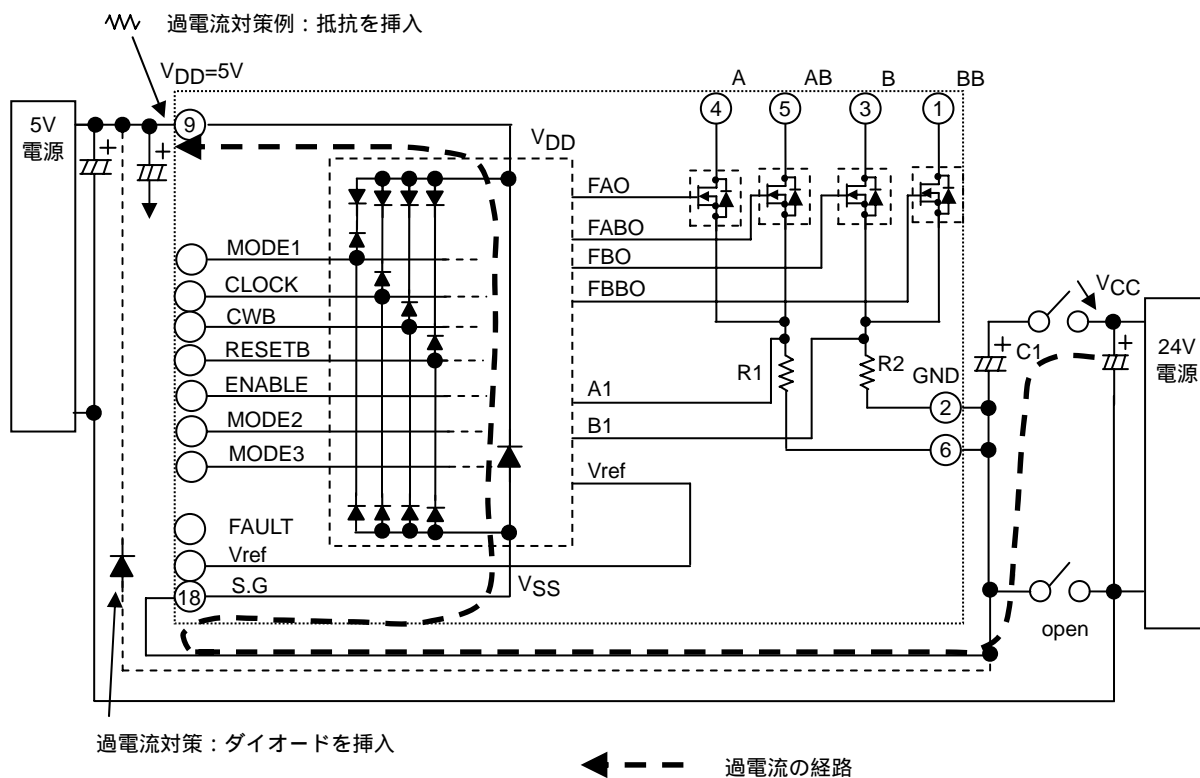 過電流対策例：抵抗を挿入
VDD=5V
A
AB
B
BB
5V
電源
9
4
5
3
1
VDD
FAO
FABO
FBO
FBBO
MODE1
CLOCK
CWB
RESETB
ENABLE
MODE2
MODE3
FAULT
Vref
S.G
18
VSS
A1
B1
Vref
R1
R2
GND
2
6
C1
VCC
24V
電源
open
過電流対策：ダイオードを挿入
過電流の経路
+
+
+
+